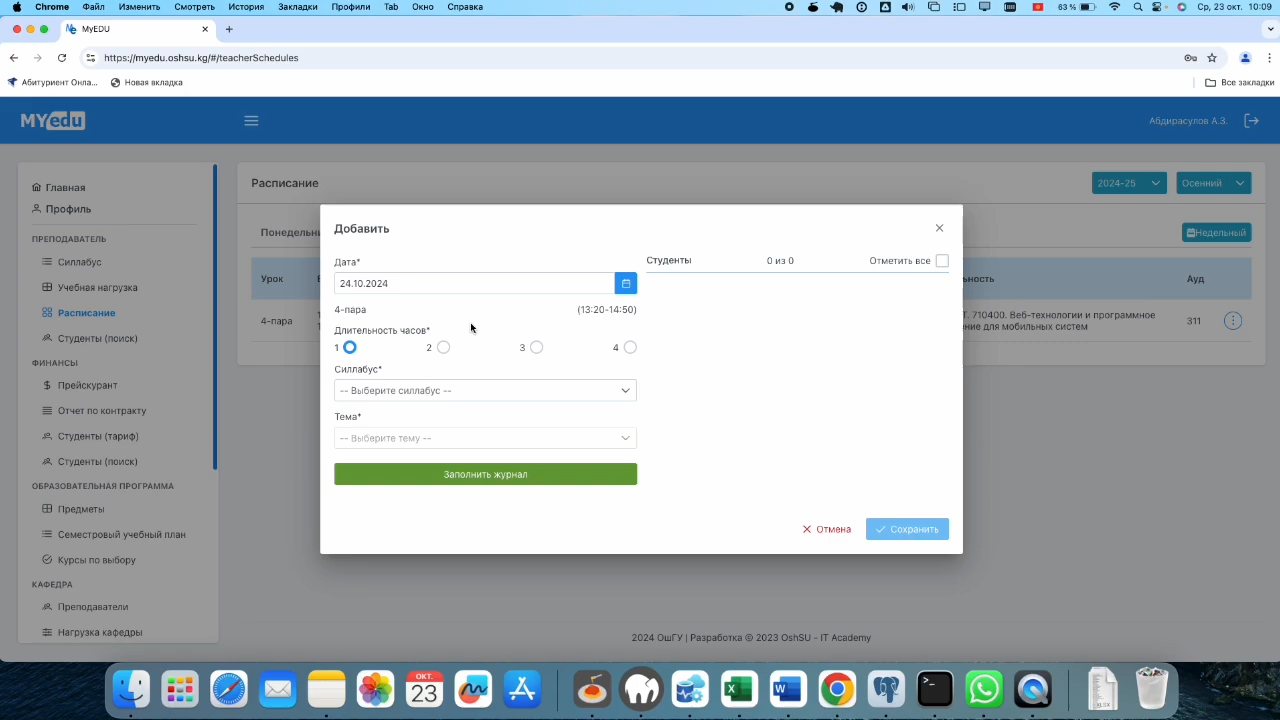 Chrome Файл Изменить Смотреть История Закладки Профили Tab Окно Справка 63 % Ср, 23 окт. 10:09
MyEDU
https://myedu.oshsu.kg/#/teacherSchedules
Абитуриент Онла... Новая вкладка Все закладки
MYedu Абдирасулов А.З.
Главная
Профиль
ПРЕПОДАВАТЕЛЬ
Силлабус
Учебная нагрузка
Расписание
Студенты (поиск)
ФИНАНСЫ
Прейскурант
Отчет по контракту
Студенты (тариф)
Студенты (поиск)
ОБРАЗОВАТЕЛЬНАЯ ПРОГРАММА
Предметы
Семестровый учебный план
Курсы по выбору
КАФЕДРА
Преподаватели
Нагрузка кафедры
Расписание 2024-25 Осенний
Понедельни Недельный
Урок ьность Ауд
4-пара Т. 710400. Веб-технологии и программное
ение для мобильных систем 311
Добавить
Дата*
24.10.2024
4-пара (13:20-14:50)
Длительность часов*
1 2 3 4
Силлабус*
-- Выберите силлабус --
Тема*
-- Выберите тему --
Заполнить журнал
Студенты 0 из 0 Отметить все
Отмена Сохранить
2024 ОшГУ | Разработка © 2023 OshSU - IT Academy
ОКТ.
23